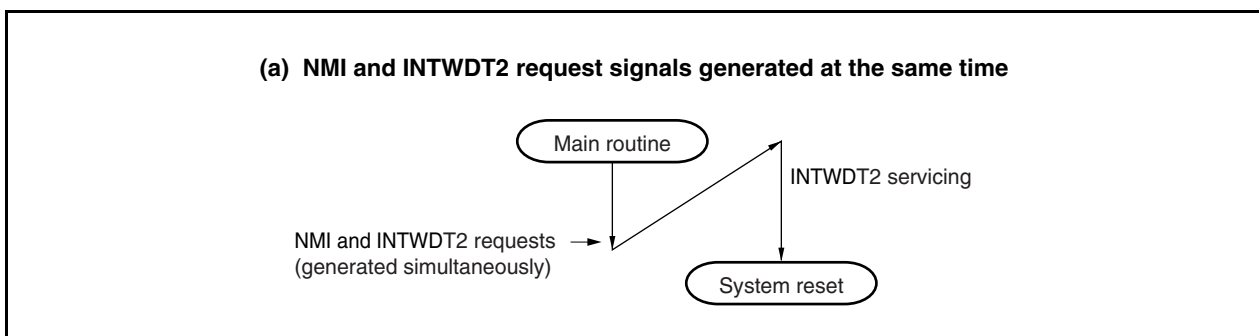 (a) NMI and INTWDT2 request signals generated at the same time
Main routine
INTWDT2 servicing
NMI and INTWDT2 requests
(generated simultaneously)
System reset